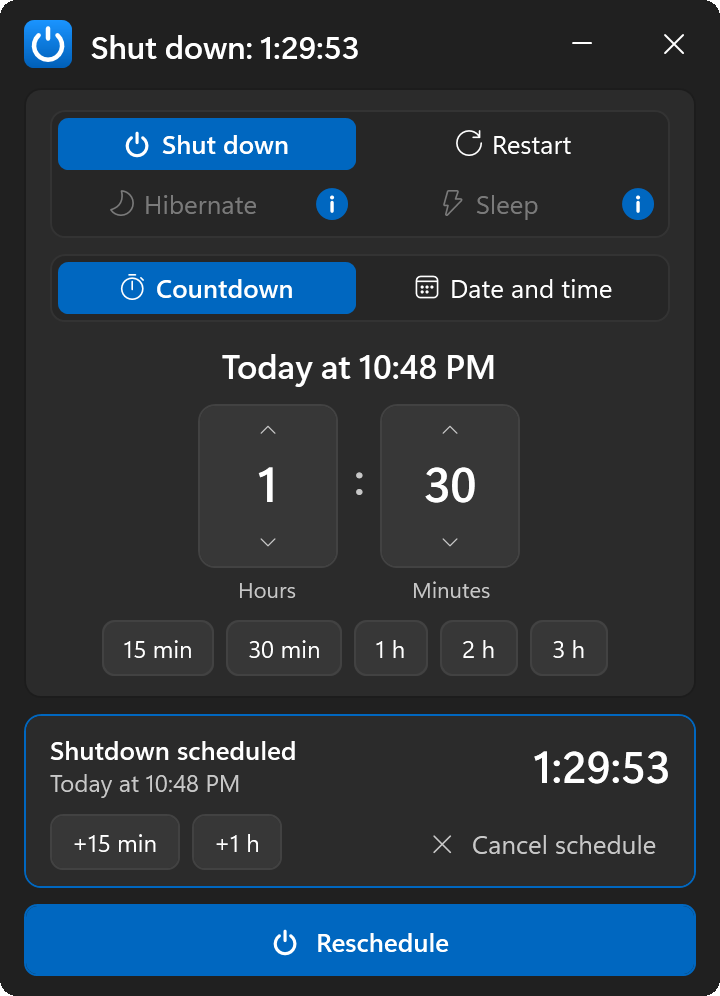 Shut down: 1:29:53
Shut down Restart
Hibernate Sleep
Countdown Date and time
Today at 10:48 PM
1 : 30
Hours Minutes
15 min 30 min 1 h 2 h 3 h
Shutdown scheduled
Today at 10:48 PM
1:29:53
+15 min +1 h Cancel schedule
Reschedule